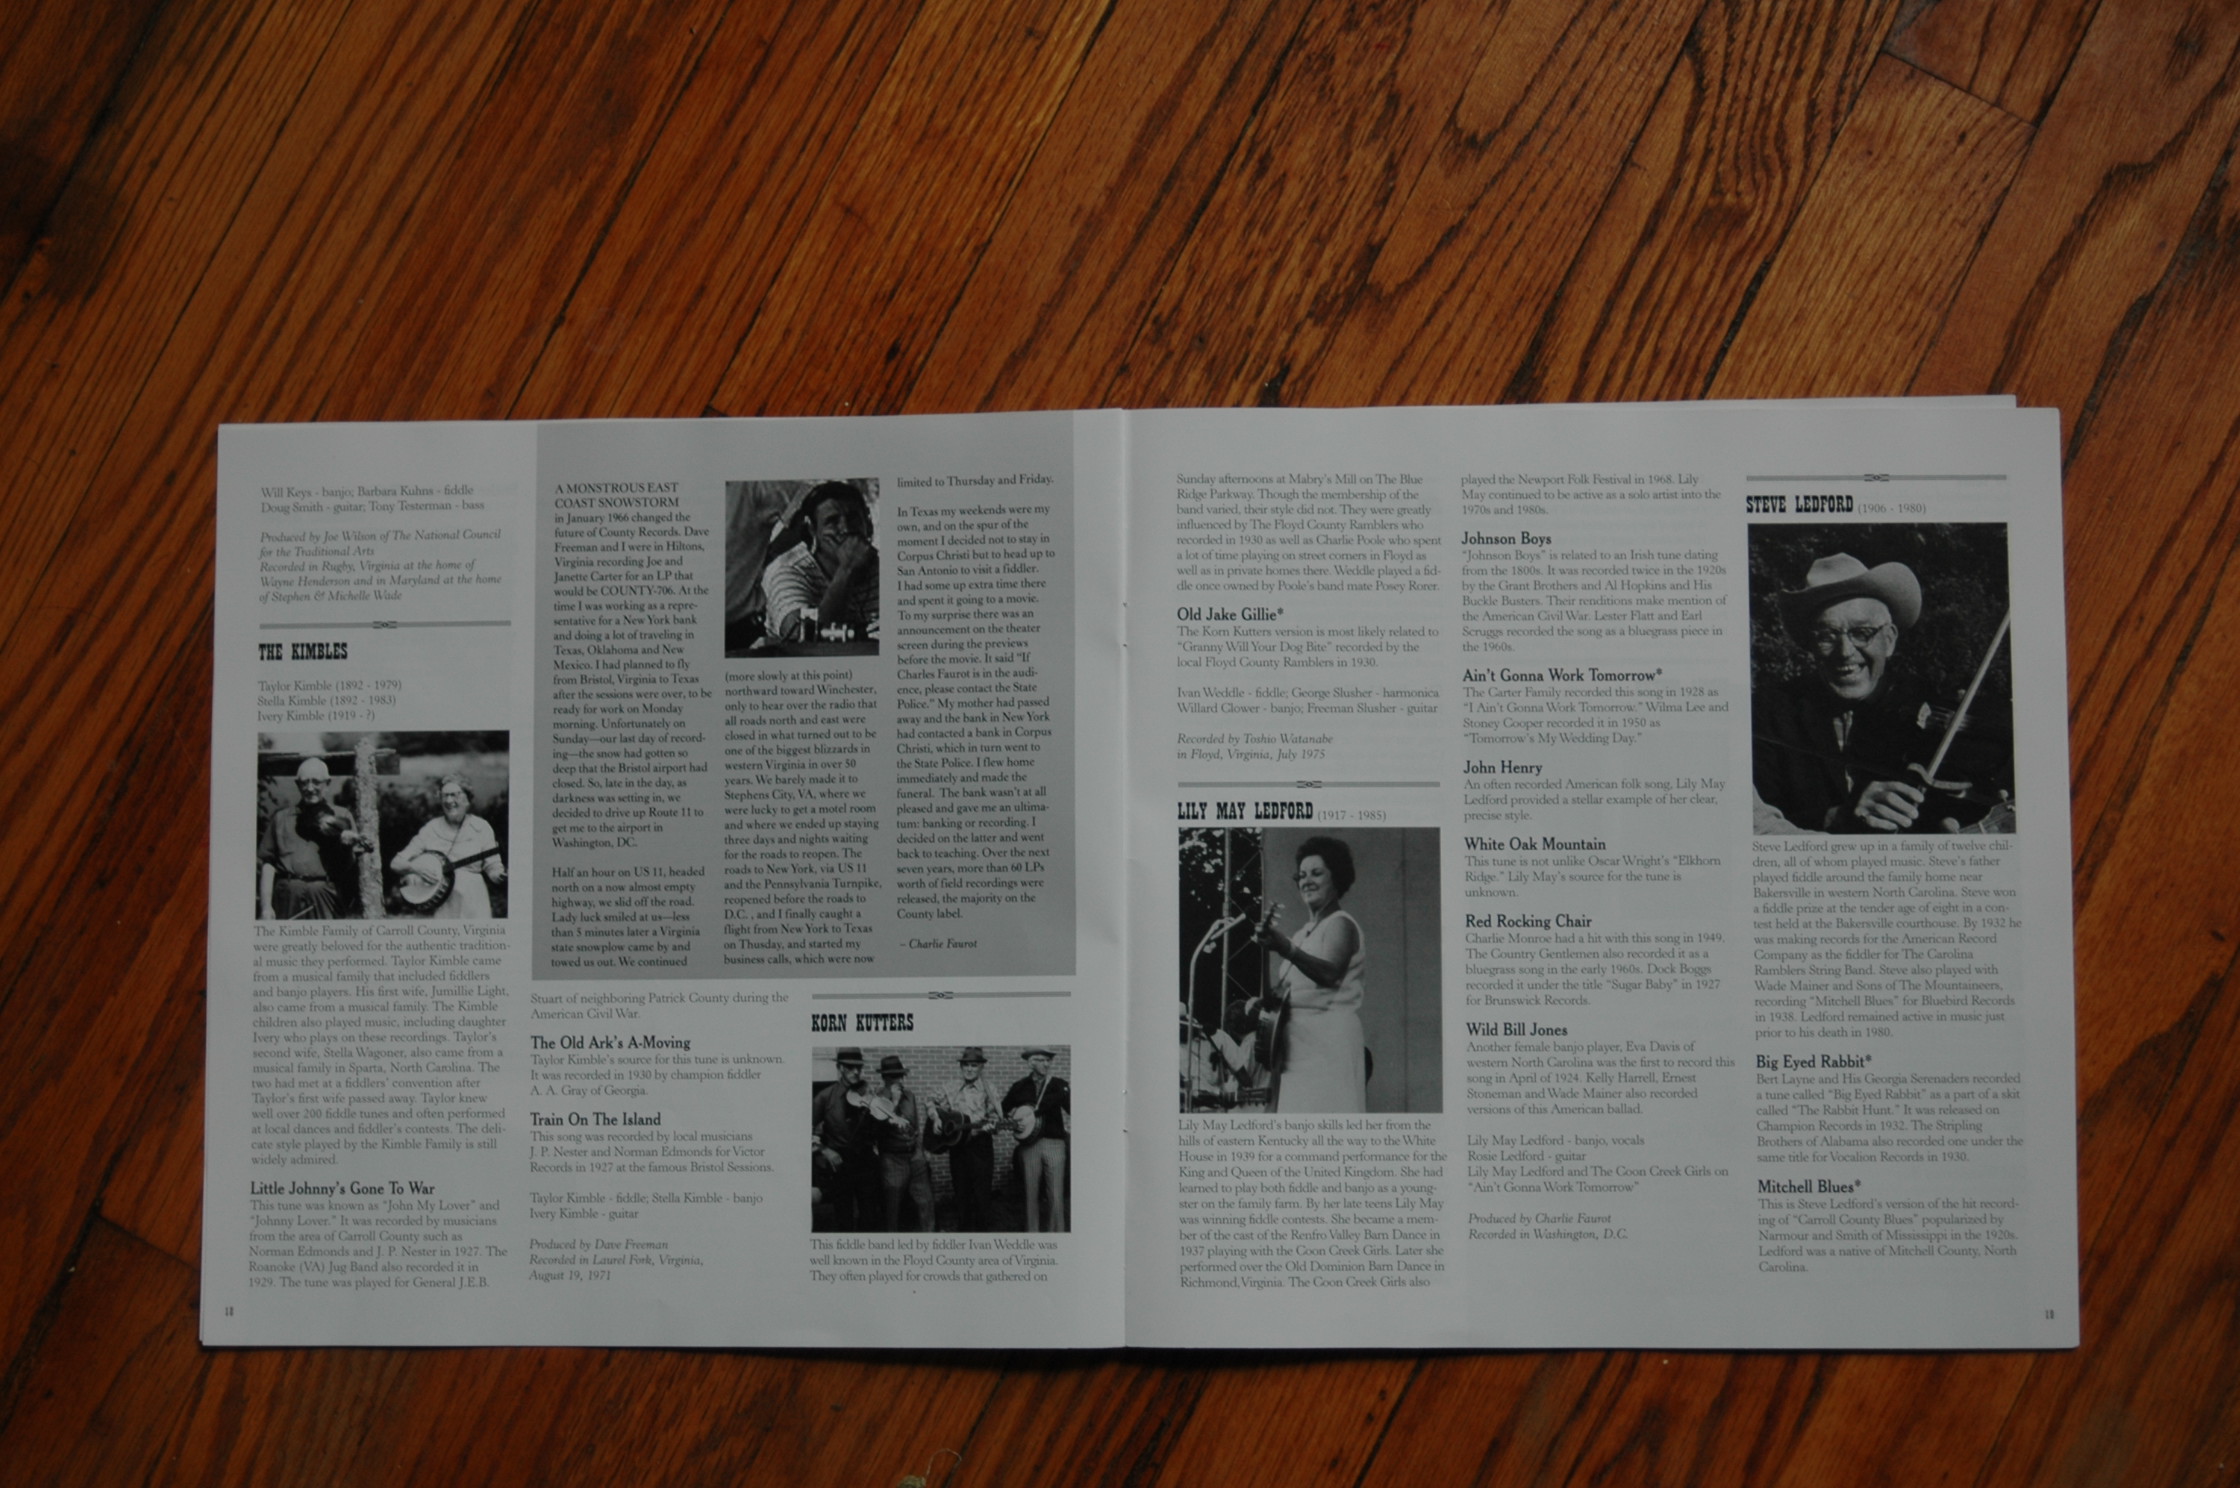 Will Keys - banjo; Barbara Kuhns - fiddle
Doug Smith - guitar; Tony Testerman - bass
Produced by Joe Wilson of The National Council
for the Traditional Arts
Recorded in Rugby, Virginia at the home of
Wayne Henderson and in Maryland at the home
of Stephen & Michelle Wade
THE KIMBLES
Taylor Kimble (1892 - 1979)
Stella Kimble (1892 - 1983)
Ivery Kimble (1919 - ?)
The Kimble Family of Carroll County, Virginia
were greatly beloved for the authentic tradition-
al music they performed. Taylor Kimble came
from a musical family that included fiddlers
and banjo players. His first wife, Jumillie Light,
also came from a musical family. The Kimble
children also played music, including daughter
Ivery who plays on these recordings. Taylor's
second wife, Stella Wagoner, also came from a
musical family in Sparta, North Carolina. The
two had met at a fiddlers' convention after
Taylor's first wife passed away. Taylor knew
well over 200 fiddle tunes and often performed
at local dances and fiddler's contests. The deli-
cate style played by the Kimble Family is still
widely admired.
Little Johnny's Gone To War
This tune was known as "John My Lover" and
"Johnny Lover." It was recorded by musicians
from the area of Carroll County such as
Norman Edmonds and J. P. Nester in 1927. The
Roanoke (VA) Jug Band also recorded it in
1929. The tune was played for General J.E.B.
A MONSTROUS EAST
COAST SNOWSTORM
in January 1966 changed the
future of County Records. Dave
Freeman and I were in Hiltons,
Virginia recording Joe and
Janette Carter for an LP that
would be COUNTY-706. At the
time I was working as a repre-
sentative for a New York bank
and doing a lot of traveling in
Texas, Oklahoma and New
Mexico. I had planned to fly
from Bristol, Virginia to Texas
after the sessions were over, to be
ready for work on Monday
morning. Unfortunately on
Sunday—our last day of record-
ing—the snow had gotten so
deep that the Bristol airport had
closed. So, late in the day, as
darkness was setting in, we
decided to drive up Route 11 to
get me to the airport in
Washington, DC.
Half an hour on US 11, headed
north on a now almost empty
highway, we slid off the road.
Lady luck smiled at us—less
than 5 minutes later a Virginia
state snowplow came by and
towed us out. We continued
(more slowly at this point)
northward toward Winchester,
only to hear over the radio that
all roads north and east were
closed in what turned out to be
one of the biggest blizzards in
western Virginia in over 50
years. We barely made it to
Stephens City, VA, where we
were lucky to get a motel room
and where we ended up staying
three days and nights waiting
for the roads to reopen. The
roads to New York, via US 11
and the Pennsylvania Turnpike,
reopened before the roads to
D.C. , and I finally caught a
flight from New York to Texas
on Thusday, and started my
business calls, which were now
limited to Thursday and Friday.
In Texas my weekends were my
own, and on the spur of the
moment I decided not to stay in
Corpus Christi but to head up to
San Antonio to visit a fiddler.
I had some up extra time there
and spent it going to a movie.
To my surprise there was an
announcement on the theater
screen during the previews
before the movie. It said "If
Charles Faurot is in the audi-
ence, please contact the State
Police." My mother had passed
away and the bank in New York
had contacted a bank in Corpus
Christi, which in turn went to
the State Police. I flew home
immediately and made the
funeral. The bank wasn't at all
pleased and gave me an ultima-
tum: banking or recording. I
decided on the latter and went
back to teaching. Over the next
seven years, more than 60 LPs
worth of field recordings were
released, the majority on the
County label.
– Charlie Faurot
Stuart of neighboring Patrick County during the
American Civil War.
The Old Ark's A-Moving
Taylor Kimble's source for this tune is unknown.
It was recorded in 1930 by champion fiddler
A. A. Gray of Georgia.
Train On The Island
This song was recorded by local musicians
J. P. Nester and Norman Edmonds for Victor
Records in 1927 at the famous Bristol Sessions.
Taylor Kimble - fiddle; Stella Kimble - banjo
Ivery Kimble - guitar
Produced by Dave Freeman
Recorded in Laurel Fork, Virginia,
August 19, 1971
KORN KUTTERS
This fiddle band led by fiddler Ivan Weddle was
well known in the Floyd County area of Virginia.
They often played for crowds that gathered on
Sunday afternoons at Mabry's Mill on The Blue
Ridge Parkway. Though the membership of the
band varied, their style did not. They were greatly
influenced by The Floyd County Ramblers who
recorded in 1930 as well as Charlie Poole who spent
a lot of time playing on street corners in Floyd as
well as in private homes there. Weddle played a fid-
dle once owned by Poole's band mate Posey Rorer.
Old Jake Gillie*
The Korn Kutters version is most likely related to
"Granny Will Your Dog Bite" recorded by the
local Floyd County Ramblers in 1930.
Ivan Weddle - fiddle; George Slusher - harmonica
Willard Clower - banjo; Freeman Slusher - guitar
Recorded by Toshio Watanabe
in Floyd, Virginia, July 1975
LILY MAY LEDFORD (1917 - 1985)
Lily May Ledford's banjo skills led her from the
hills of eastern Kentucky all the way to the White
House in 1939 for a command performance for the
King and Queen of the United Kingdom. She had
learned to play both fiddle and banjo as a young-
ster on the family farm. By her late teens Lily May
was winning fiddle contests. She became a mem-
ber of the cast of the Renfro Valley Barn Dance in
1937 playing with the Coon Creek Girls. Later she
performed over the Old Dominion Barn Dance in
Richmond, Virginia. The Coon Creek Girls also
played the Newport Folk Festival in 1968. Lily
May continued to be active as a solo artist into the
1970s and 1980s.
Johnson Boys
"Johnson Boys" is related to an Irish tune dating
from the 1800s. It was recorded twice in the 1920s
by the Grant Brothers and Al Hopkins and His
Buckle Busters. Their renditions make mention of
the American Civil War. Lester Flatt and Earl
Scruggs recorded the song as a bluegrass piece in
the 1960s.
Ain't Gonna Work Tomorrow*
The Carter Family recorded this song in 1928 as
"I Ain't Gonna Work Tomorrow." Wilma Lee and
Stoney Cooper recorded it in 1950 as
"Tomorrow's My Wedding Day."
John Henry
An often recorded American folk song, Lily May
Ledford provided a stellar example of her clear,
precise style.
White Oak Mountain
This tune is not unlike Oscar Wright's "Elkhorn
Ridge." Lily May's source for the tune is
unknown.
Red Rocking Chair
Charlie Monroe had a hit with this song in 1949.
The Country Gentlemen also recorded it as a
bluegrass song in the early 1960s. Dock Boggs
recorded it under the title "Sugar Baby" in 1927
for Brunswick Records.
Wild Bill Jones
Another female banjo player, Eva Davis of
western North Carolina was the first to record this
song in April of 1924. Kelly Harrell, Ernest
Stoneman and Wade Mainer also recorded
versions of this American ballad.
Lily May Ledford - banjo, vocals
Rosie Ledford - guitar
Lily May Ledford and The Coon Creek Girls on
"Ain't Gonna Work Tomorrow"
Produced by Charlie Faurot
Recorded in Washington, D.C.
STEVE LEDFORD (1906 - 1980)
Steve Ledford grew up in a family of twelve chil-
dren, all of whom played music. Steve's father
played fiddle around the family home near
Bakersville in western North Carolina. Steve won
a fiddle prize at the tender age of eight in a con-
test held at the Bakersville courthouse. By 1932 he
was making records for the American Record
Company as the fiddler for The Carolina
Ramblers String Band. Steve also played with
Wade Mainer and Sons of The Mountaineers,
recording "Mitchell Blues" for Bluebird Records
in 1938. Ledford remained active in music just
prior to his death in 1980.
Big Eyed Rabbit*
Bert Layne and His Georgia Serenaders recorded
a tune called "Big Eyed Rabbit" as a part of a skit
called "The Rabbit Hunt." It was released on
Champion Records in 1932. The Stripling
Brothers of Alabama also recorded one under the
same title for Vocalion Records in 1930.
Mitchell Blues*
This is Steve Ledford's version of the hit record-
ing of "Carroll County Blues" popularized by
Narmour and Smith of Mississippi in the 1920s.
Ledford was a native of Mitchell County, North
Carolina.